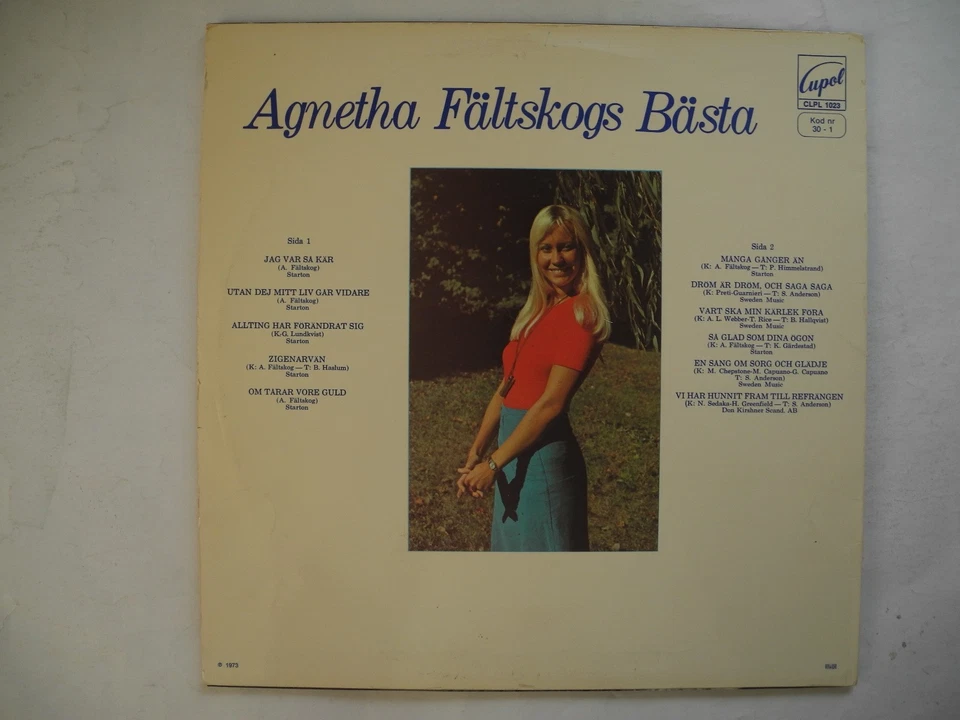 Agnetha Fältskogs Bästa
Cupol
CLPL 1023
Kod nr
30 - 1
Sida 1
JAG VAR SÅ KÄR
(A. Fältskog)
Starton
UTAN DEJ MITT LIV GÅR VIDARE
(A. Fältskog)
Starton
ALLTING HAR FÖRÄNDRAT SIG
(K.-G. Lundkvist)
Starton
ZIGENARVÄN
(K: A. Fältskog — T: B. Haslum)
Starton
OM TÅRAR VORE GULD
(A. Fältskog)
Starton
Sida 2
MÅNGA GÅNGER ÄN
(K: A. Fältskog — T: P. Himmelstrand)
Starton
DRÖM ÄR DRÖM, OCH SAGA SAGA
(K: Preti-Guarnieri — T: S. Anderson)
Sweden Music
VART SKA MIN KÄRLEK FÖRA
(K: A. L. Webber-T. Rice — T: B. Hallqvist)
Sweden Music
SÅ GLAD SOM DINA ÖGON
(K: A. Fältskog — T: K. Gärdestad)
Starton
EN SÅNG OM SORG OCH GLÄDJE
(K: M. Chepstone-M. Capuano-G. Capuano
T: S. Anderson)
Sweden Music
VI HAR HUNNIT FRAM TILL REFRÄNGEN
(K: N. Sedaka-H. Greenfield — T: S. Anderson)
Don Kirshner Scand. AB
℗ 1973